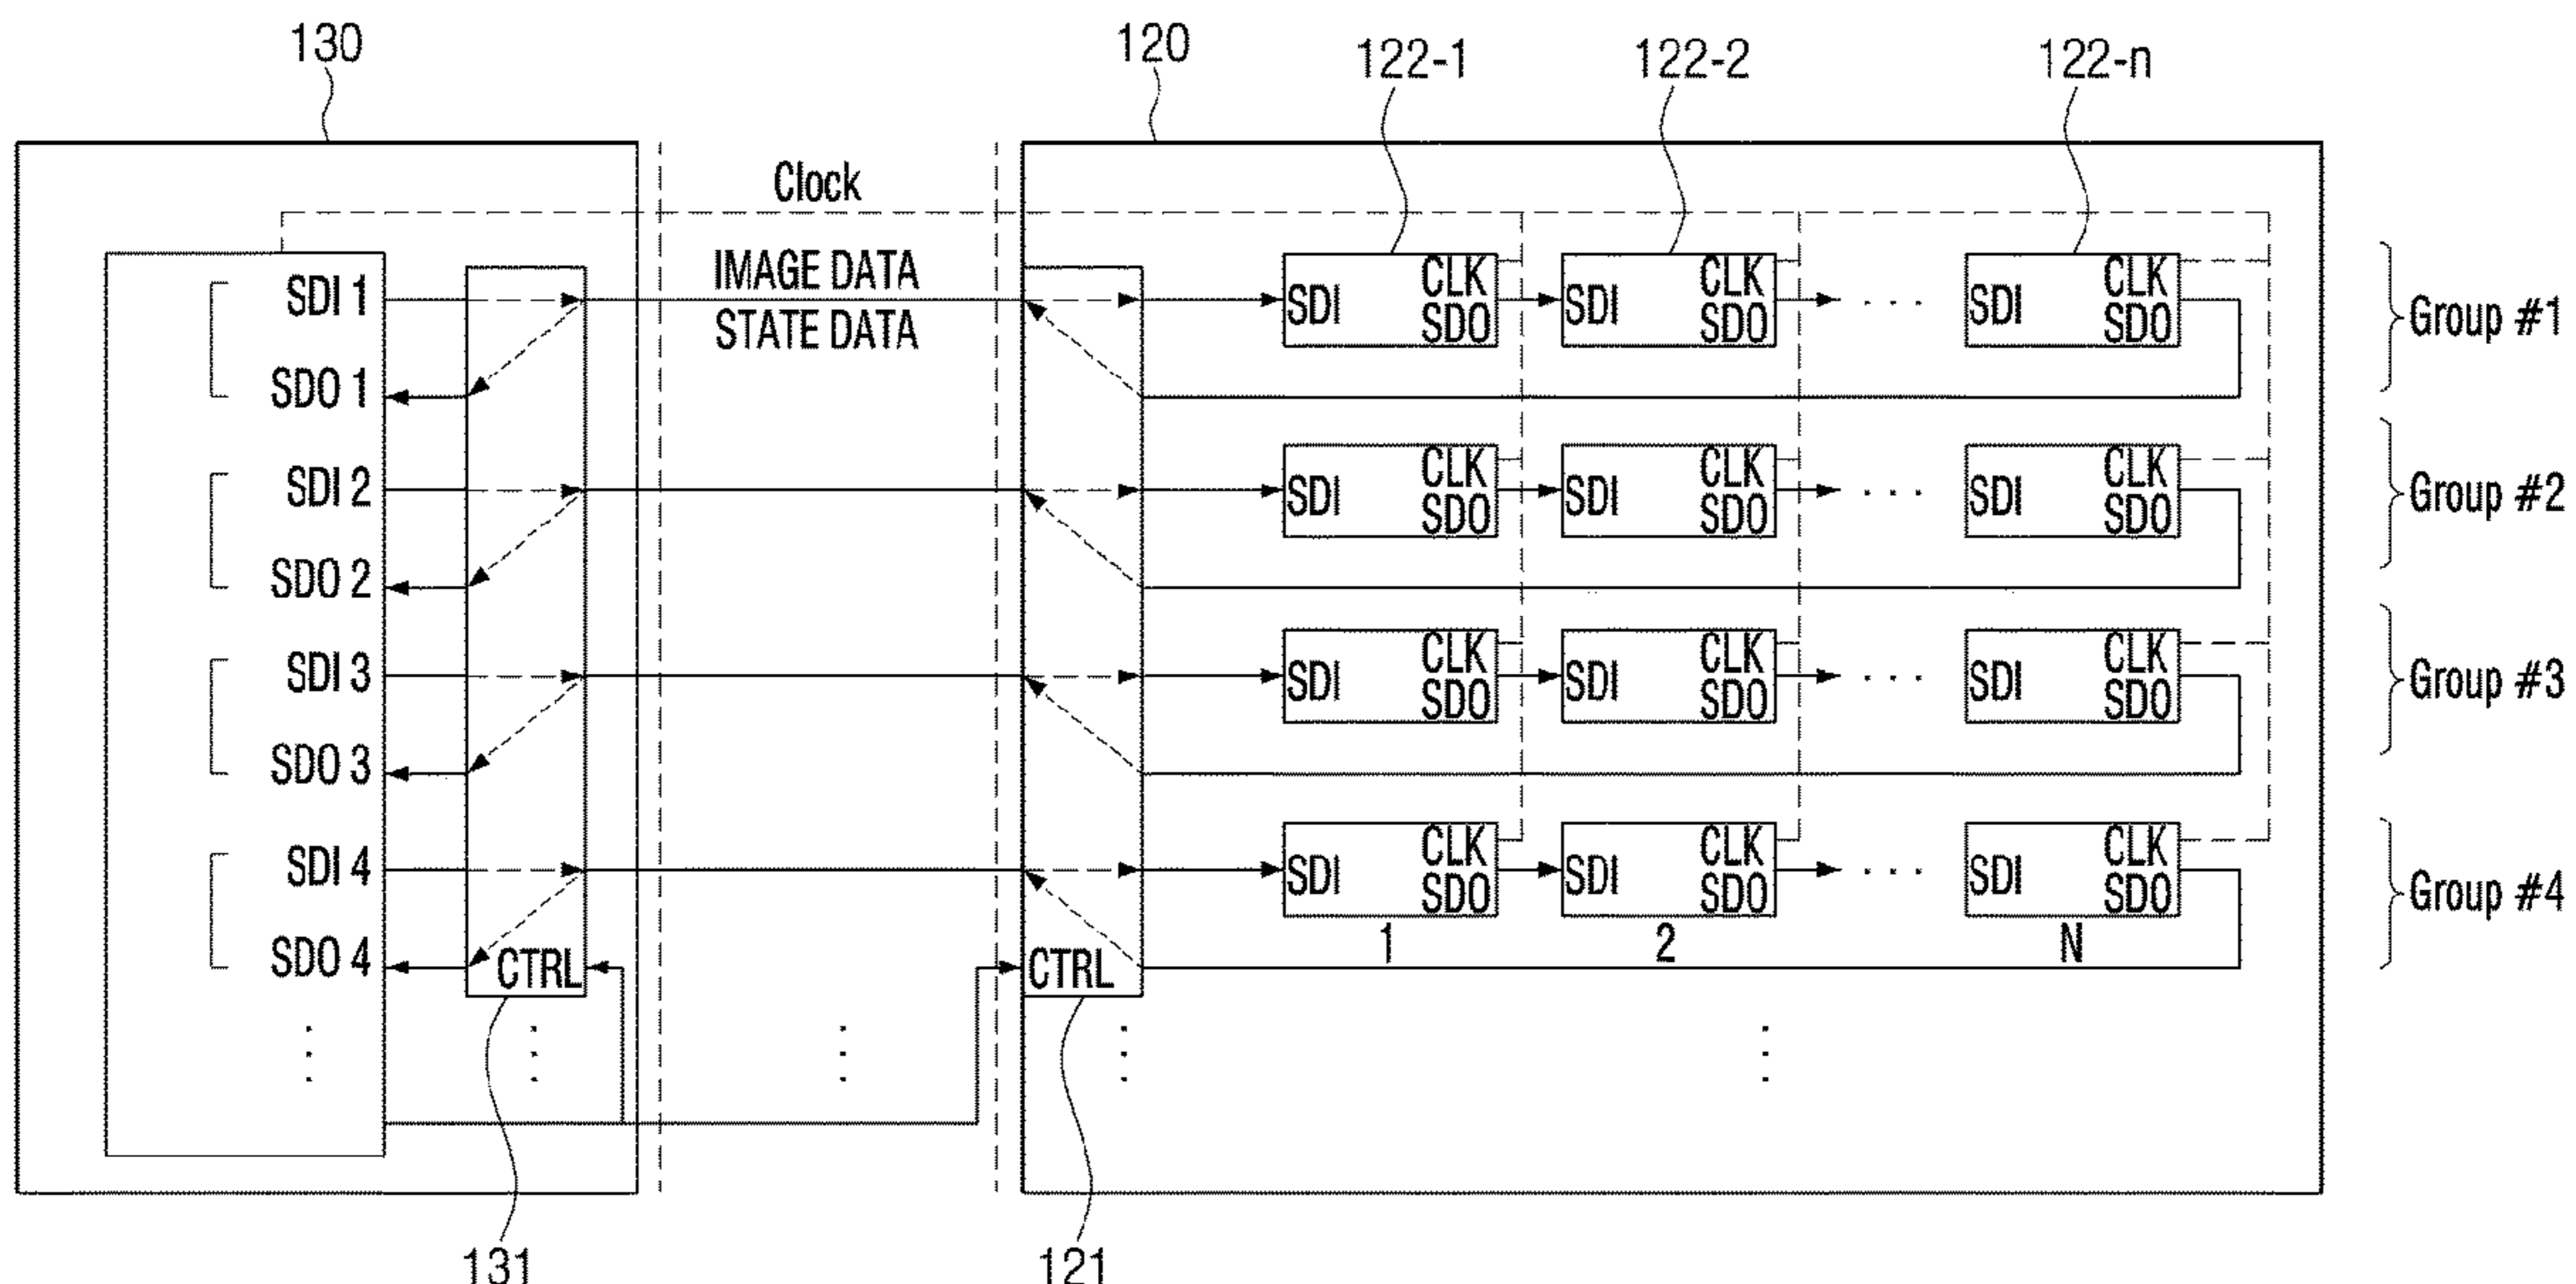 130
120
122-1
122-2
122-n
Clock
IMAGE DATA
STATE DATA
SDI 1
SDO 1
SDI CLK SDO
SDI CLK SDO
. . .
SDI CLK SDO
Group #1
SDI 2
SDO 2
SDI CLK SDO
SDI CLK SDO
. . .
SDI CLK SDO
Group #2
SDI 3
SDO 3
SDI CLK SDO
SDI CLK SDO
. . .
SDI CLK SDO
Group #3
SDI 4
SDO 4
SDI CLK SDO
SDI CLK SDO
. . .
SDI CLK SDO
Group #4
1
2
N
CTRL
CTRL
131
121